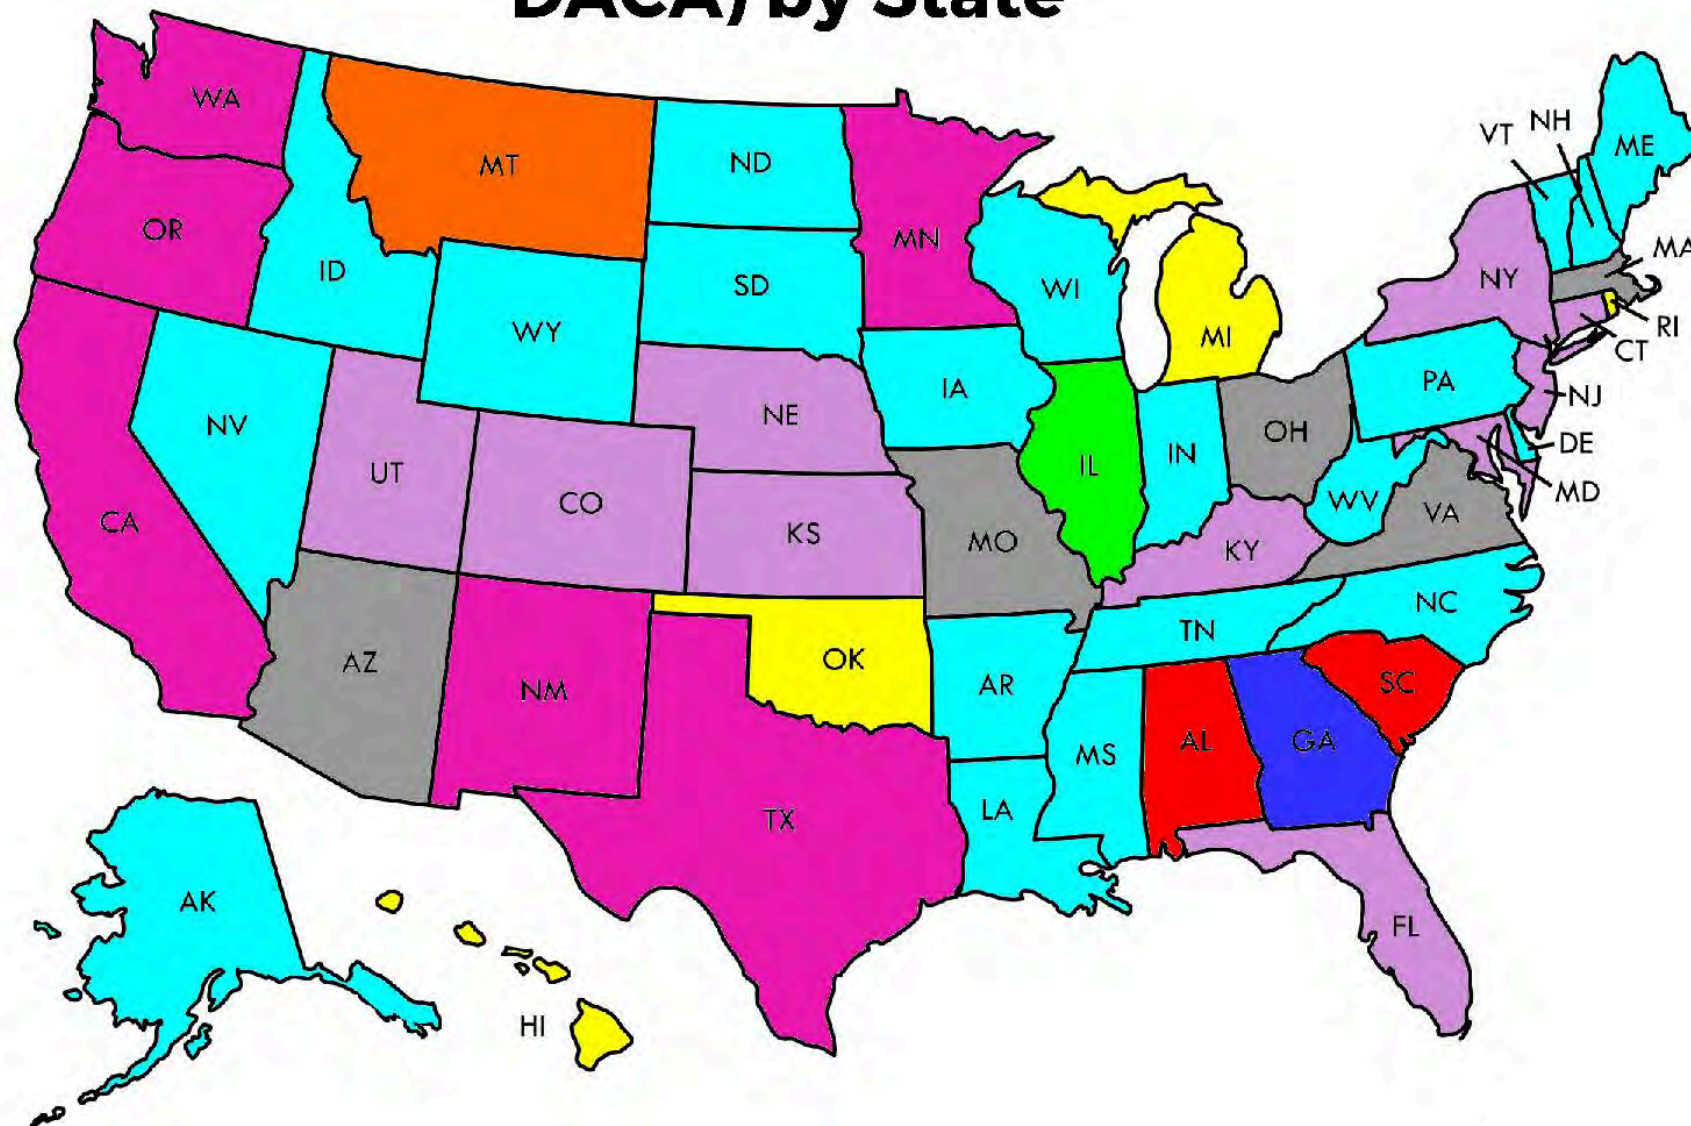 DACA) by State
WA
MT
ND
MN
VT
NH
ME
OR
ID
SD
WI
NY
MA
WY
MI
RI
CT
NV
UT
CO
NE
IA
IL
IN
OH
PA
NJ
DE
MD
CA
KS
MO
KY
WV
VA
AZ
NM
OK
AR
TN
NC
SC
TX
LA
MS
AL
GA
FL
AK
HI